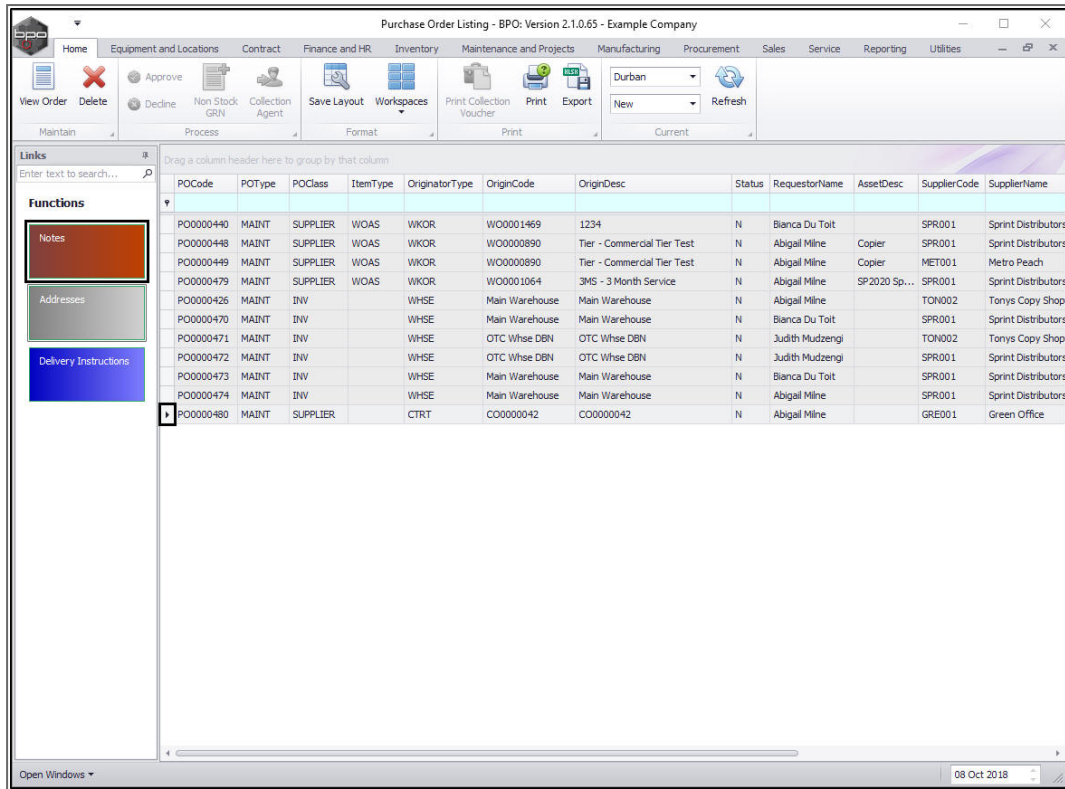 Purchase Order Listing - BPO: Version 2.1.0.65 - Example Company
bpo
Home Equipment and Locations Contract Finance and HR Inventory Maintenance and Projects Manufacturing Procurement Sales Service Reporting Utilities
View Order Delete Approve Decline Non Stock GRN Collection Agent Save Layout Workspaces Print Collection Voucher Print XLSX Export Durban New Refresh
Maintain Process Format Print Current
Links
Enter text to search...
Functions
Notes
Addresses
Delivery Instructions
Drag a column header here to group by that column
POCode POType POClass ItemType OriginatorType OriginCode OriginDesc Status RequestorName AssetDesc SupplierCode SupplierName
PO0000440 MAINT SUPPLIER WOAS WKOR WO0001469 1234 N Bianca Du Toit SPR001 Sprint Distributors
PO0000448 MAINT SUPPLIER WOAS WKOR WO0000890 Tier - Commercial Tier Test N Abigail Milne Copier SPR001 Sprint Distributors
PO0000449 MAINT SUPPLIER WOAS WKOR WO0000890 Tier - Commercial Tier Test N Abigail Milne Copier MET001 Metro Peach
PO0000479 MAINT SUPPLIER WOAS WKOR WO0001064 3MS - 3 Month Service N Abigail Milne SP2020 Sp... SPR001 Sprint Distributors
PO0000426 MAINT INV WHSE Main Warehouse Main Warehouse N Abigail Milne TON002 Tonys Copy Shop
PO0000470 MAINT INV WHSE Main Warehouse Main Warehouse N Bianca Du Toit SPR001 Sprint Distributors
PO0000471 MAINT INV WHSE OTC Whse DBN OTC Whse DBN N Judith Mudzengi TON002 Tonys Copy Shop
PO0000472 MAINT INV WHSE OTC Whse DBN OTC Whse DBN N Judith Mudzengi SPR001 Sprint Distributors
PO0000473 MAINT INV WHSE Main Warehouse Main Warehouse N Bianca Du Toit SPR001 Sprint Distributors
PO0000474 MAINT INV WHSE Main Warehouse Main Warehouse N Abigail Milne SPR001 Sprint Distributors
PO0000480 MAINT SUPPLIER CTRT CO0000042 CO0000042 N Abigail Milne GRE001 Green Office
Open Windows
08 Oct 2018